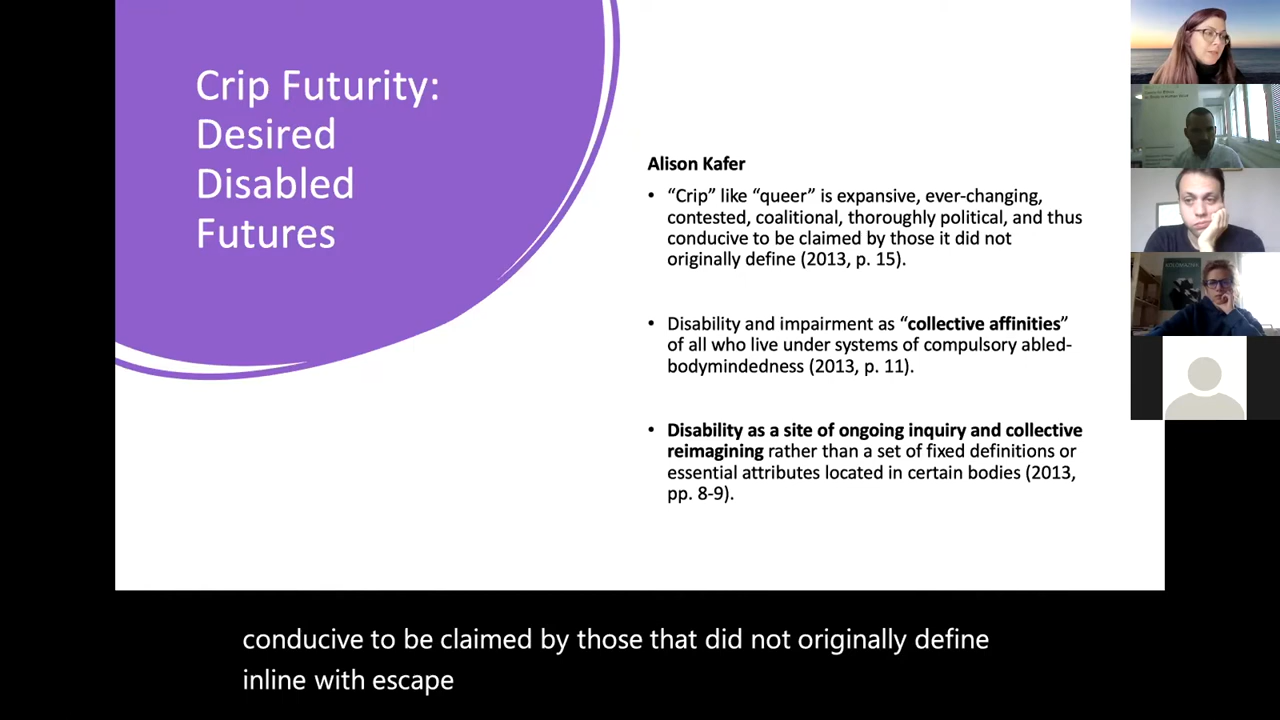 Crip Futurity:
Desired
Disabled
Futures
Alison Kafer
• “Crip” like “queer” is expansive, ever-changing,
contested, coalitional, thoroughly political, and thus
conducive to be claimed by those it did not
originally define (2013, p. 15).
• Disability and impairment as “collective affinities”
of all who live under systems of compulsory abled-
bodymindedness (2013, p. 11).
• Disability as a site of ongoing inquiry and collective
reimagining rather than a set of fixed definitions or
essential attributes located in certain bodies (2013,
pp. 8-9).
conducive to be claimed by those that did not originally define
inline with escape